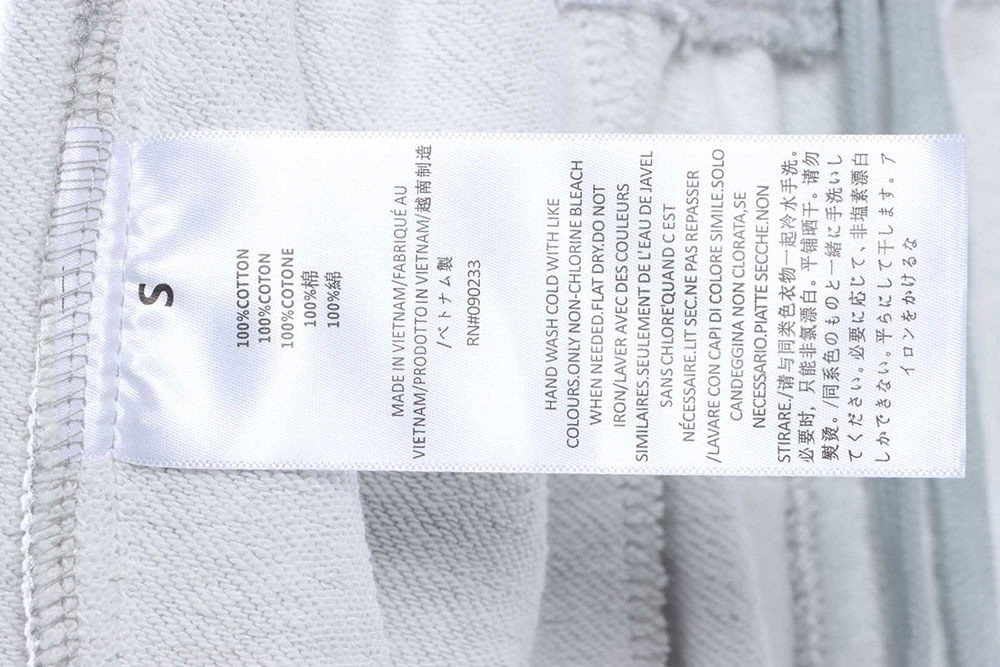 S
100%COTTON
100%COTON
100%COTONE
100%棉
100%綿
MADE IN VIETNAM/FABRIQUÉ AU
VIETNAM/PRODOTTO IN VIETNAM/越南制造
/ベトナム製
RN#090233
HAND WASH COLD WITH LIKE
COLOURS.ONLY NON-CHLORINE BLEACH
WHEN NEEDED.FLAT DRY.DO NOT
IRON/LAVER AVEC DES COULEURS
SIMILAIRES.SEULEMENT DE L'EAU DE JAVEL
SANS CHLORE'QUAND C EST
NÉCESSAIRE.LIT SEC.NE PAS REPASSER
/LAVARE CON CAPI DI COLORE SIMILE.SOLO
CANDEGGINA NON CLORATA,SE
NECESSARIO.PIATTE SECCHE.NON
STIRARE./请与同类色衣物一起冷水手洗。
必要时，只能非氯漂白。平铺晒干。请勿
熨烫。/同系色のものと一緒に手洗いし
てください。必要に応じて、非塩素漂白
しかできない。平らにして干します。ア
イロンをかけるな